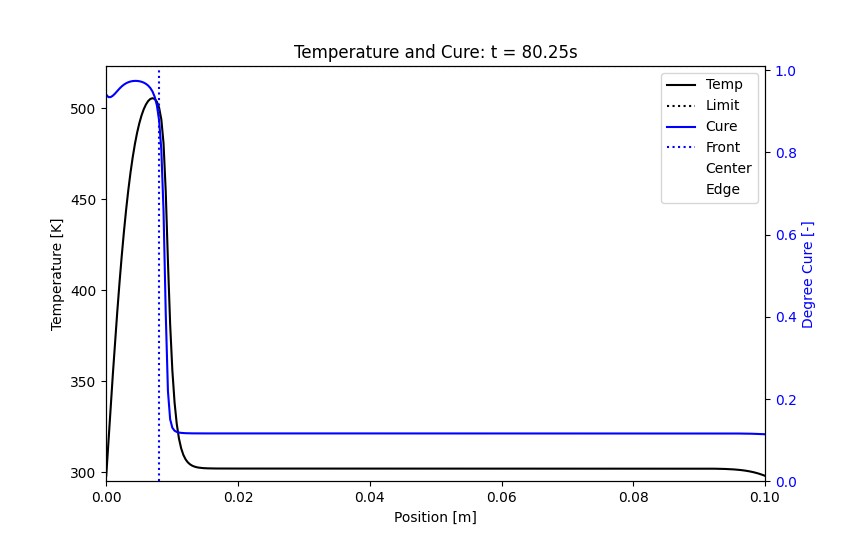 Temperature and Cure: t = 80.25s
Temp
Limit
Cure
Front
Center
Edge
Temperature [K]
500
450
400
350
300
Degree Cure [-]
1.0
0.8
0.6
0.4
0.2
0.0
0.00 0.02 0.04 0.06 0.08 0.10
Position [m]